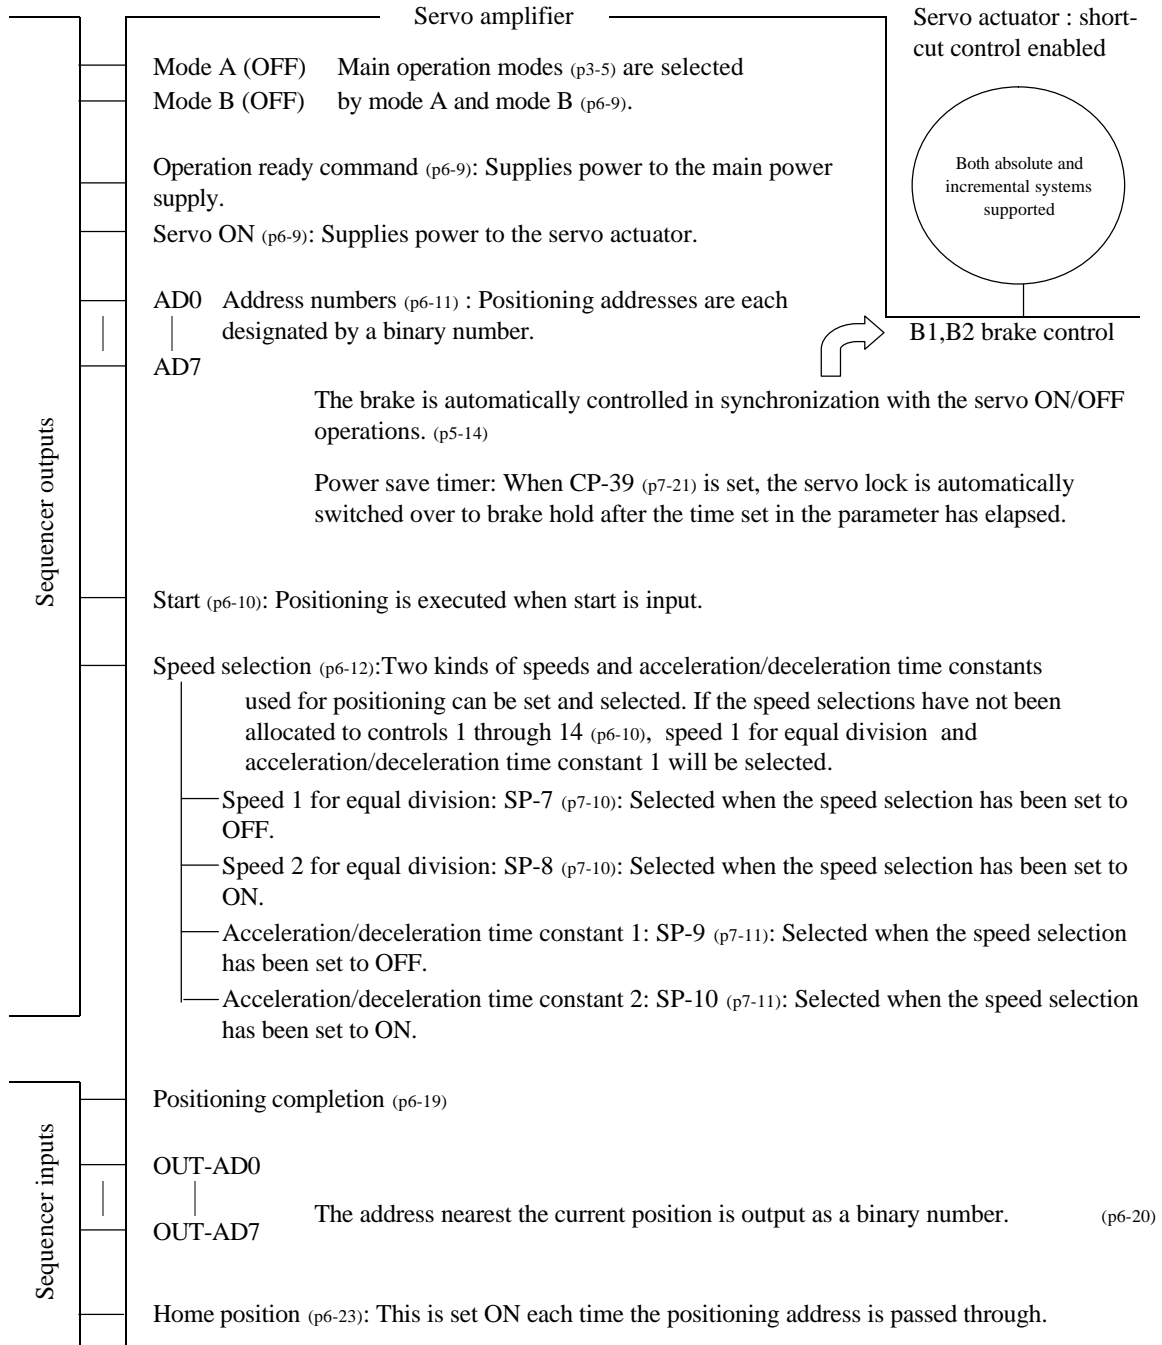 Servo amplifier
Servo actuator : short-
cut control enabled
Mode A (OFF) Main operation modes (p3-5) are selected
Mode B (OFF) by mode A and mode B (p6-9).
Both absolute and
incremental systems
supported
Operation ready command (p6-9): Supplies power to the main power
supply.
Servo ON (p6-9): Supplies power to the servo actuator.
AD0 Address numbers (p6-11) : Positioning addresses are each
designated by a binary number.
AD7
B1,B2 brake control
The brake is automatically controlled in synchronization with the servo ON/OFF
operations. (p5-14)
Power save timer: When CP-39 (p7-21) is set, the servo lock is automatically
switched over to brake hold after the time set in the parameter has elapsed.
Sequencer outputs
Start (p6-10): Positioning is executed when start is input.
Speed selection (p6-12):Two kinds of speeds and acceleration/deceleration time constants
used for positioning can be set and selected. If the speed selections have not been
allocated to controls 1 through 14 (p6-10), speed 1 for equal division and
acceleration/deceleration time constant 1 will be selected.
Speed 1 for equal division: SP-7 (p7-10): Selected when the speed selection has been set to
OFF.
Speed 2 for equal division: SP-8 (p7-10): Selected when the speed selection has been set to
ON.
Acceleration/deceleration time constant 1: SP-9 (p7-11): Selected when the speed selection
has been set to OFF.
Acceleration/deceleration time constant 2: SP-10 (p7-11): Selected when the speed selection
has been set to ON.
Sequencer inputs
Positioning completion (p6-19)
OUT-AD0
The address nearest the current position is output as a binary number. (p6-20)
OUT-AD7
Home position (p6-23): This is set ON each time the positioning address is passed through.